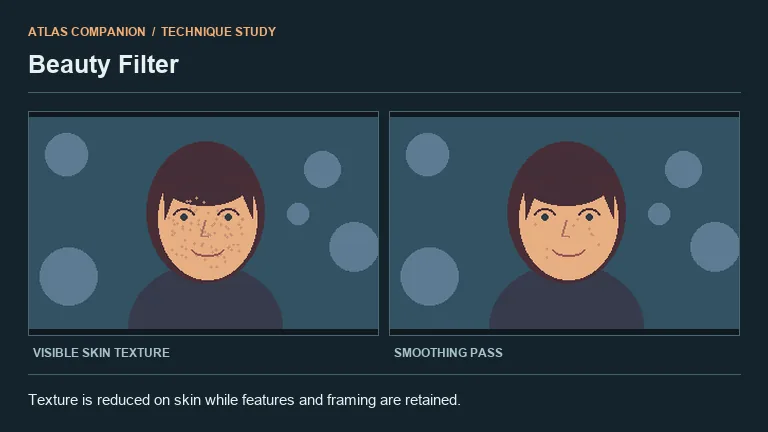 ATLAS COMPANION / TECHNIQUE STUDY
Beauty Filter
VISIBLE SKIN TEXTURE
SMOOTHING PASS
Texture is reduced on skin while features and framing are retained.